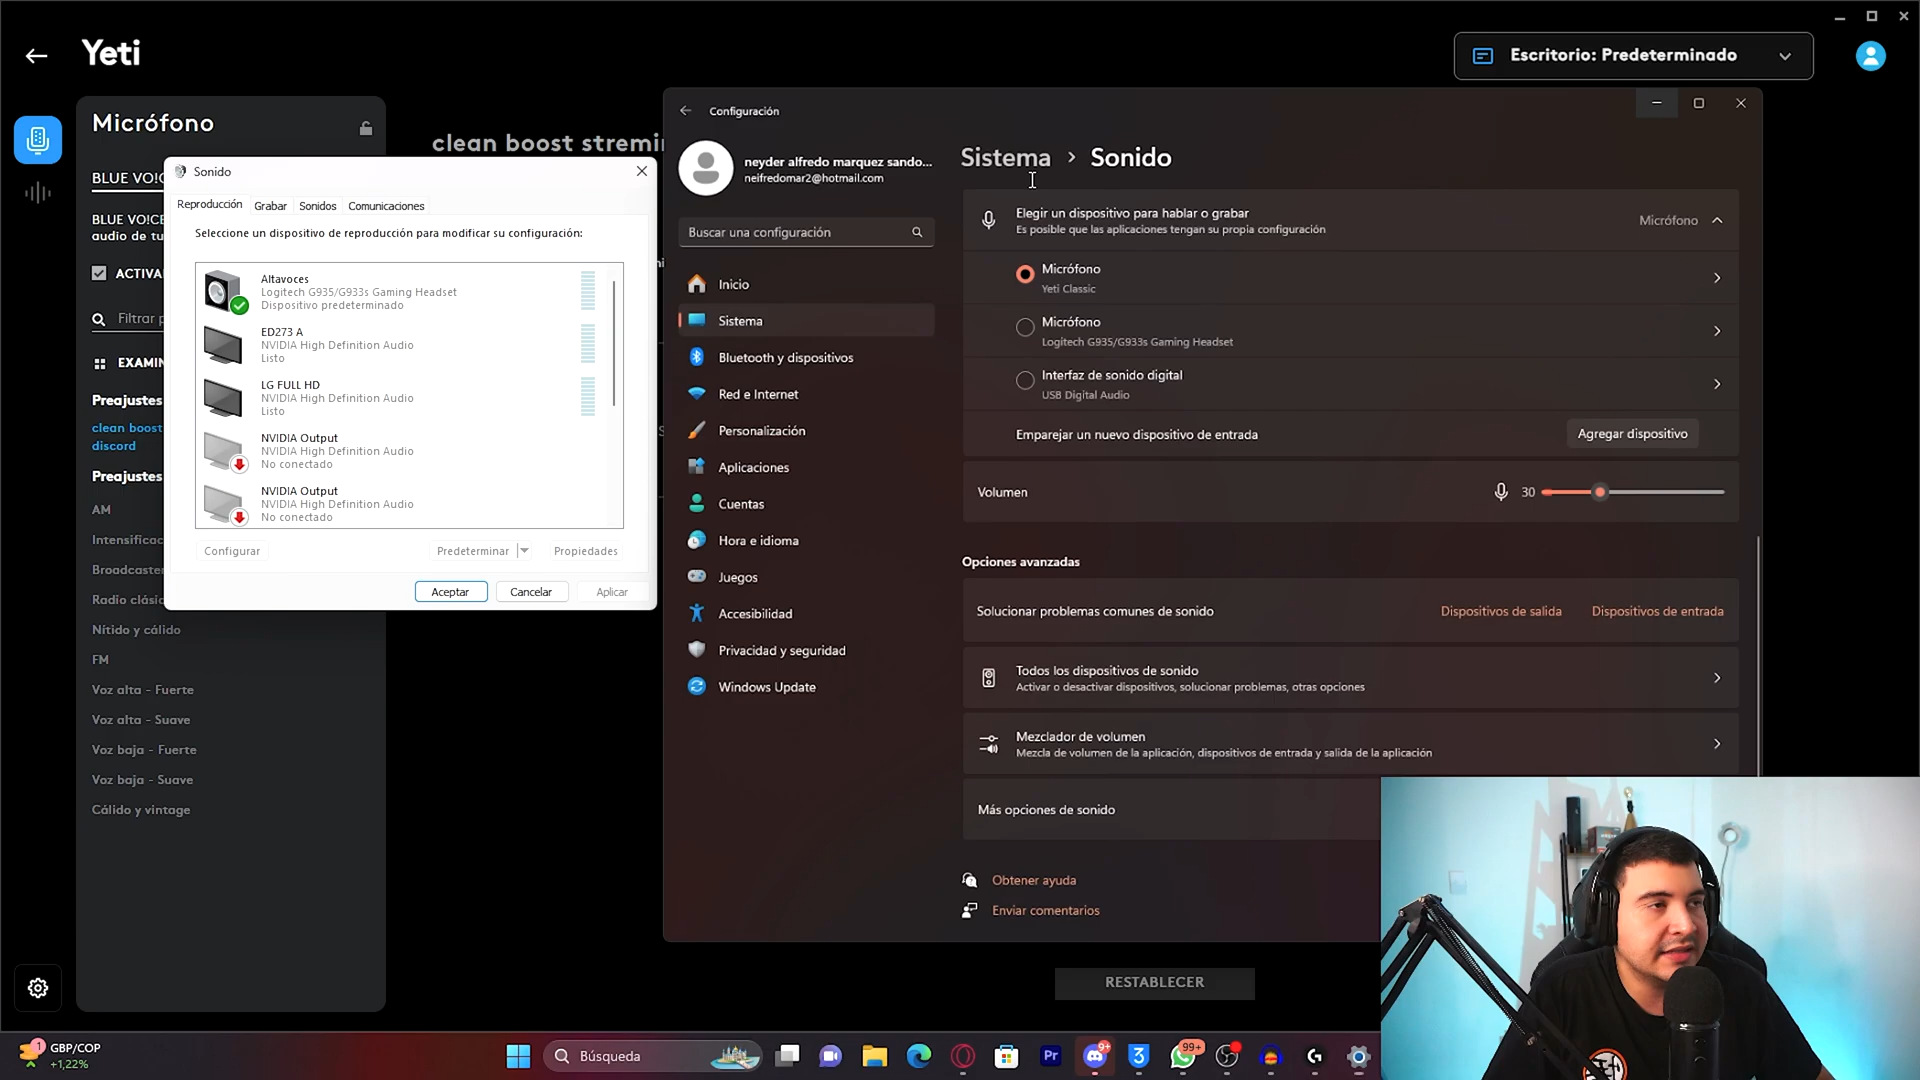 Yeti
Escritorio: Predeterminado
Micrófono
clean boost stremi
BLUE VO!C
BLUE VO!CE
audio de tu
ACTIVA
Filtrar p
EXAMIN
Preajustes
clean boost
discord
Preajustes
AM
Intensificac
Broadcaster
Radio clásic
Nítido y cálido
FM
Voz alta - Fuerte
Voz alta - Suave
Voz baja - Fuerte
Voz baja - Suave
Cálido y vintage
Sonido
Reproducción
Grabar
Sonidos
Comunicaciones
Seleccione un dispositivo de reproducción para modificar su configuración:
Altavoces
Logitech G935/G933s Gaming Headset
Dispositivo predeterminado
ED273 A
NVIDIA High Definition Audio
Listo
LG FULL HD
NVIDIA High Definition Audio
Listo
NVIDIA Output
NVIDIA High Definition Audio
No conectado
NVIDIA Output
NVIDIA High Definition Audio
No conectado
Configurar
Predeterminar
Propiedades
Aceptar
Cancelar
Aplicar
Configuración
neyder alfredo marquez sando...
neifredomar2@hotmail.com
Buscar una configuración
Inicio
Sistema
Bluetooth y dispositivos
Red e Internet
Personalización
Aplicaciones
Cuentas
Hora e idioma
Juegos
Accesibilidad
Privacidad y seguridad
Windows Update
Sistema > Sonido
Elegir un dispositivo para hablar o grabar
Es posible que las aplicaciones tengan su propia configuración
Micrófono
Micrófono
Yeti Classic
Micrófono
Logitech G935/G933s Gaming Headset
Interfaz de sonido digital
USB Digital Audio
Emparejar un nuevo dispositivo de entrada
Agregar dispositivo
Volumen
30
Opciones avanzadas
Solucionar problemas comunes de sonido
Dispositivos de salida
Dispositivos de entrada
Todos los dispositivos de sonido
Activar o desactivar dispositivos, solucionar problemas, otras opciones
Mezclador de volumen
Mezcla de volumen de la aplicación, dispositivos de entrada y salida de la aplicación
Más opciones de sonido
Obtener ayuda
Enviar comentarios
RESTABLECER
1
GBP/COP
+1,22%
Búsqueda
Pr
9+
3
99+
G